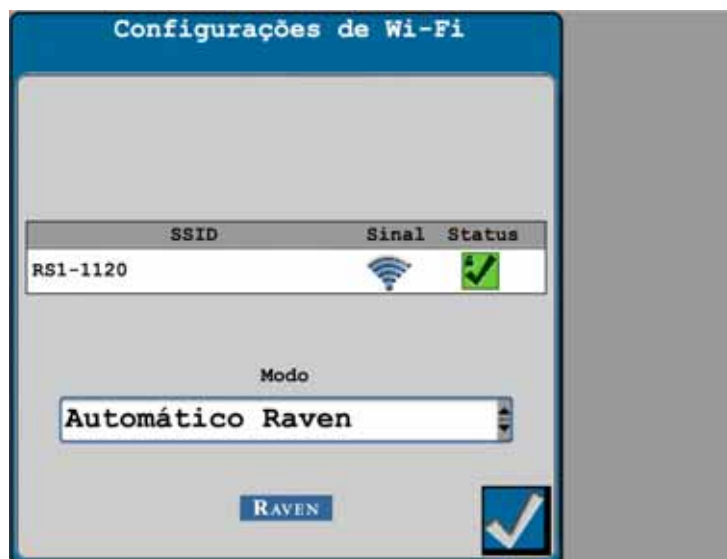 Configurações de Wi-Fi
SSID Sinal Status
RS1-1120
Modo
Automático Raven
RAVEN